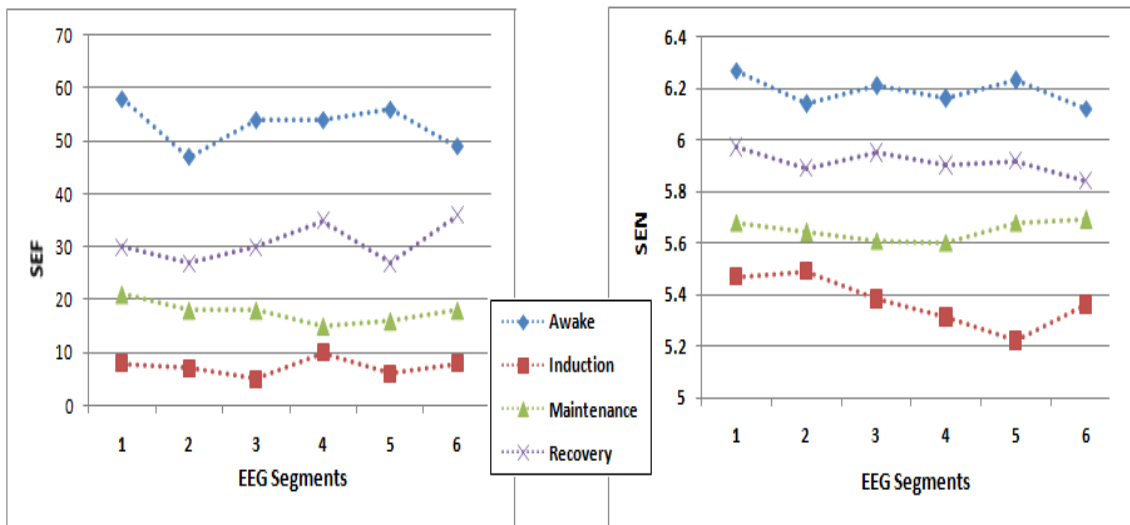 70
60
50
40
30
20
10
0
SEF
1 2 3 4 5 6
EEG Segments
Awake
Induction
Maintenance
Recovery
6.4
6.2
6
5.8
5.6
5.4
5.2
5
SEN
1 2 3 4 5 6
EEG Segments